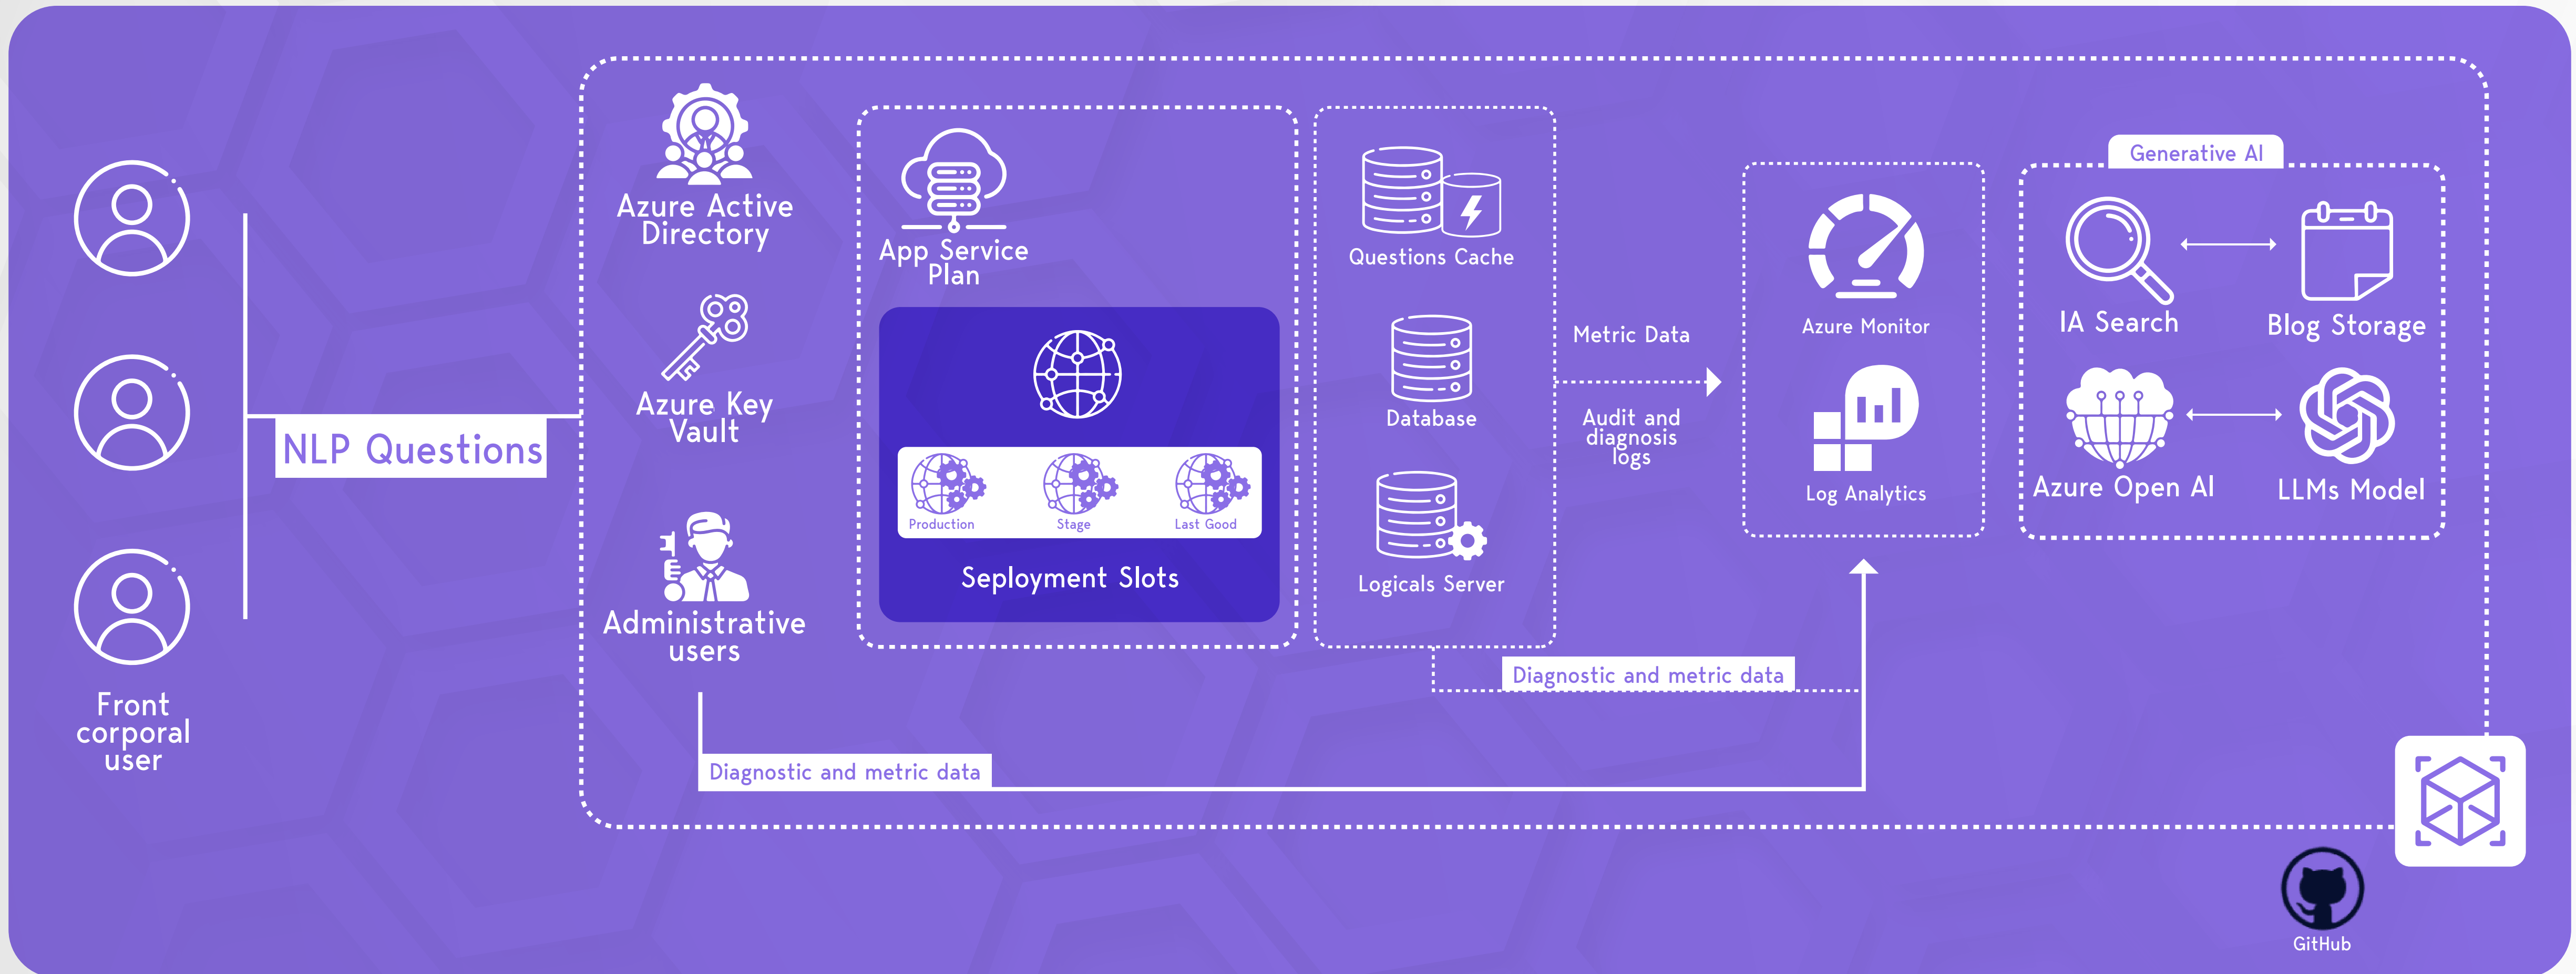 Front
corporal
user
NLP Questions
Azure Active
Directory
Azure Key
Vault
Administrative
users
Diagnostic and metric data
App Service
Plan
Production
Stage
Last Good
Seployment Slots
Questions Cache
Database
Logicals Server
Metric Data
Audit and
diagnosis
logs
Diagnostic and metric data
Azure Monitor
Log Analytics
Generative AI
IA Search
Blog Storage
Azure Open AI
LLMs Model
GitHub